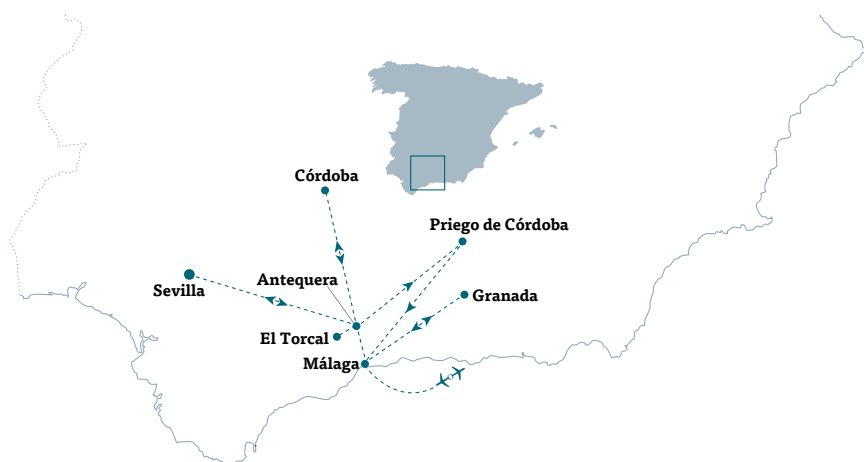 Córdoba
Priego de Córdoba
Antequera
Sevilla
Granada
El Torcal
Málaga